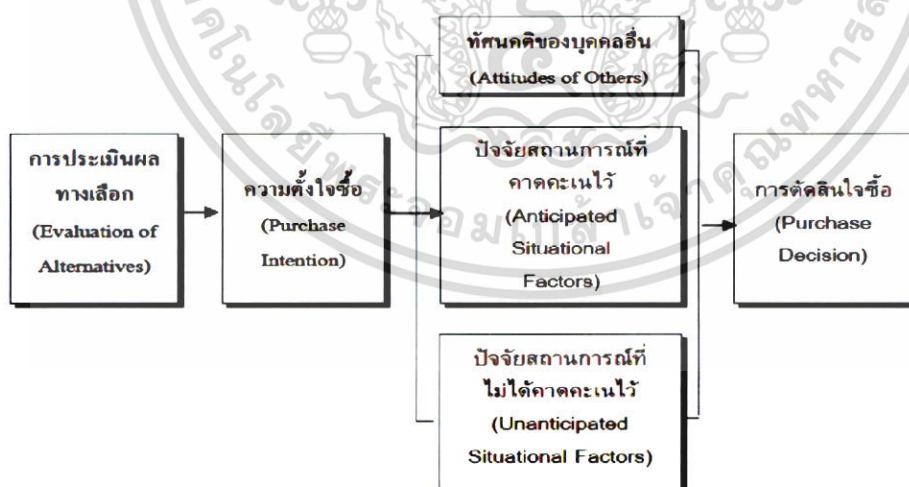 การประเมินผล
ทางเลือก
(Evaluation of
Alternatives)
ความตั้งใจซื้อ
(Purchase
Intention)
ทัศนคติของบุคคลอื่น
(Attitudes of Others)
ปัจจัยสถานการณ์ที่
คาดคะเนไว้
(Anticipated
Situational
Factors)
ปัจจัยสถานการณ์ที่
ไม่ได้คาดคะเนไว้
(Unanticipated
Situational Factors)
การตัดสินใจซื้อ
(Purchase
Decision)